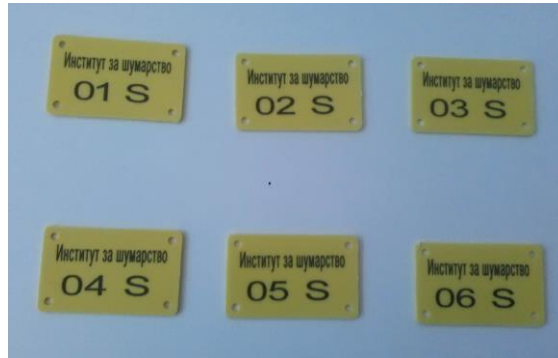 Институт за шумарство
01 S
Институт за шумарство
02 S
Институт за шумарство
03 S
Институт за шумарство
04 S
Институт за шумарство
05 S
Институт за шумарство
06 S